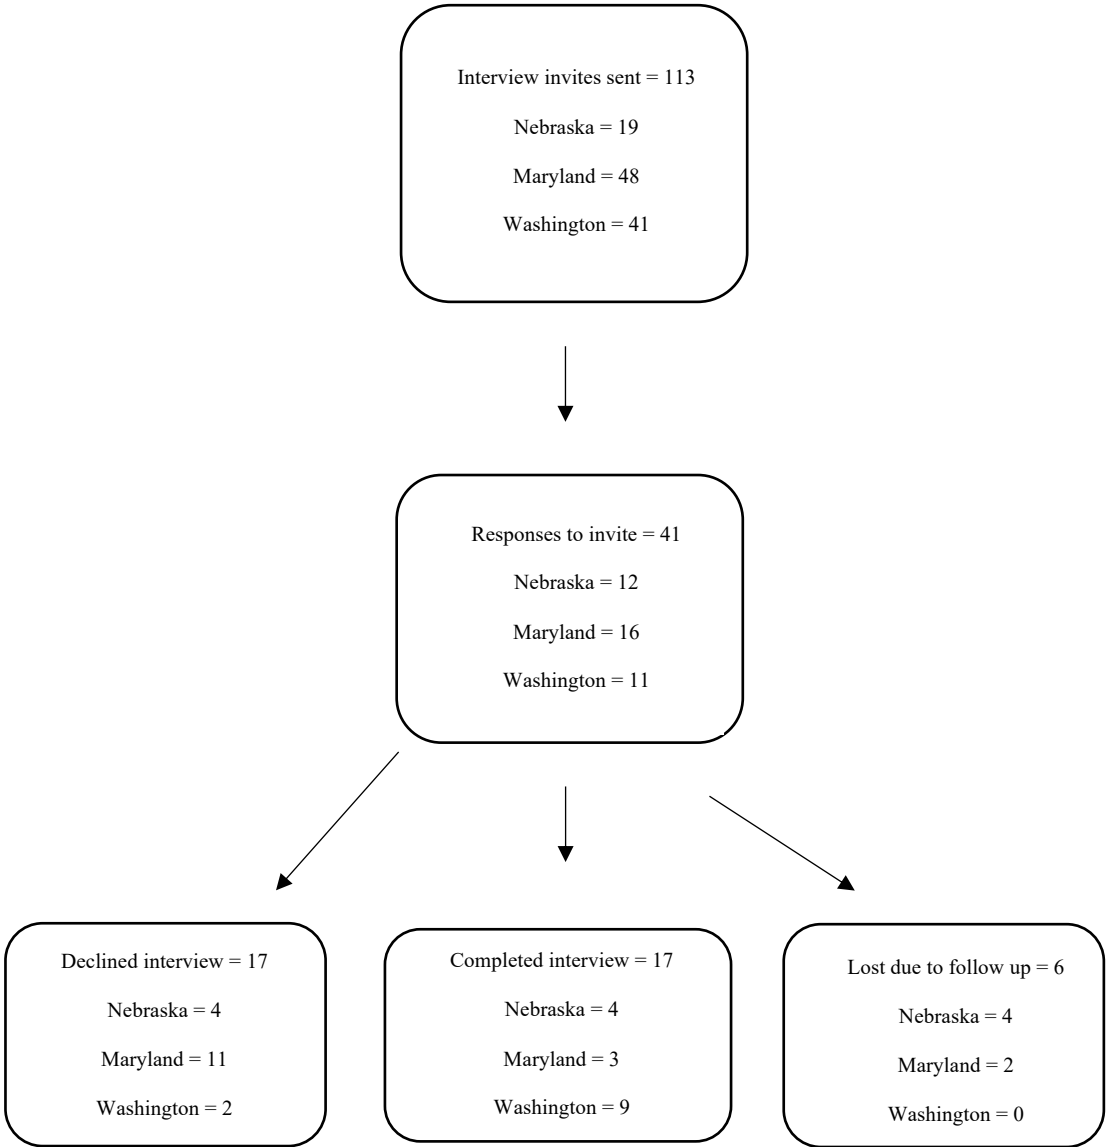 Interview invites sent = 113
Nebraska = 19
Maryland = 48
Washington = 41
Responses to invite = 41
Nebraska = 12
Maryland = 16
Washington = 11
Declined interview = 17
Nebraska = 4
Maryland = 11
Washington = 2
Completed interview = 17
Nebraska = 4
Maryland = 3
Washington = 9
Lost due to follow up = 6
Nebraska = 4
Maryland = 2
Washington = 0